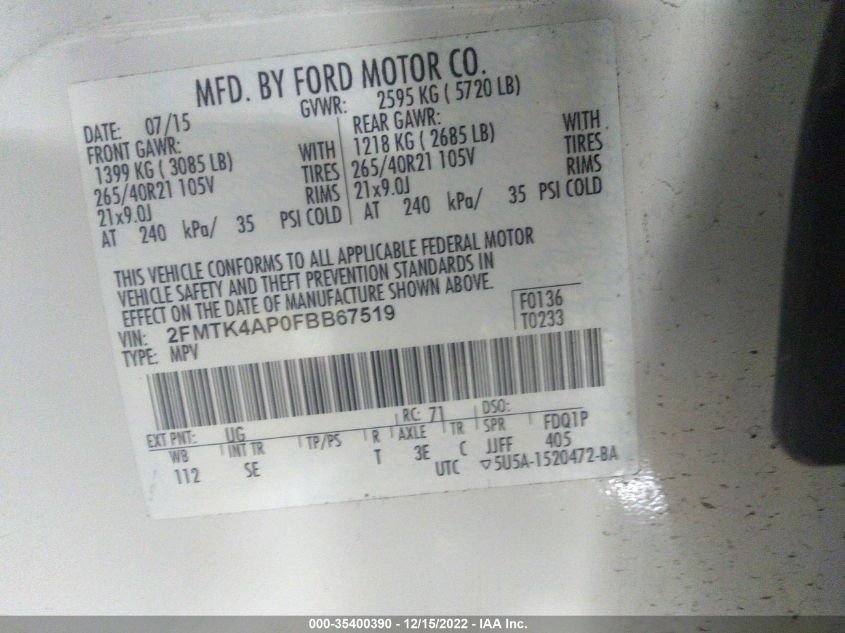 MFD. BY FORD MOTOR CO.
DATE: 07/15 GVWR: 2595 KG ( 5720 LB)
FRONT GAWR: REAR GAWR:
1399 KG ( 3085 LB) WITH 1218 KG ( 2685 LB) WITH
265/40R21 105V TIRES 265/40R21 105V TIRES
21x9.0J RIMS 21x9.0J RIMS
AT 240 kPa/ 35 PSI COLD AT 240 kPa/ 35 PSI COLD
THIS VEHICLE CONFORMS TO ALL APPLICABLE FEDERAL MOTOR
VEHICLE SAFETY AND THEFT PREVENTION STANDARDS IN
EFFECT ON THE DATE OF MANUFACTURE SHOWN ABOVE.
VIN: 2FMTK4AP0FBB67519 F0136
TYPE: MPV T0233
EXT PNT: UG RC: 71 DSO: FDQ1P
WB INT TR TP/PS R AXLE TR SPR 405
112 SE T 3E C JJFF
UTC ▽5U5A-1520472-BA
000-35400390 - 12/15/2022 - IAA Inc.